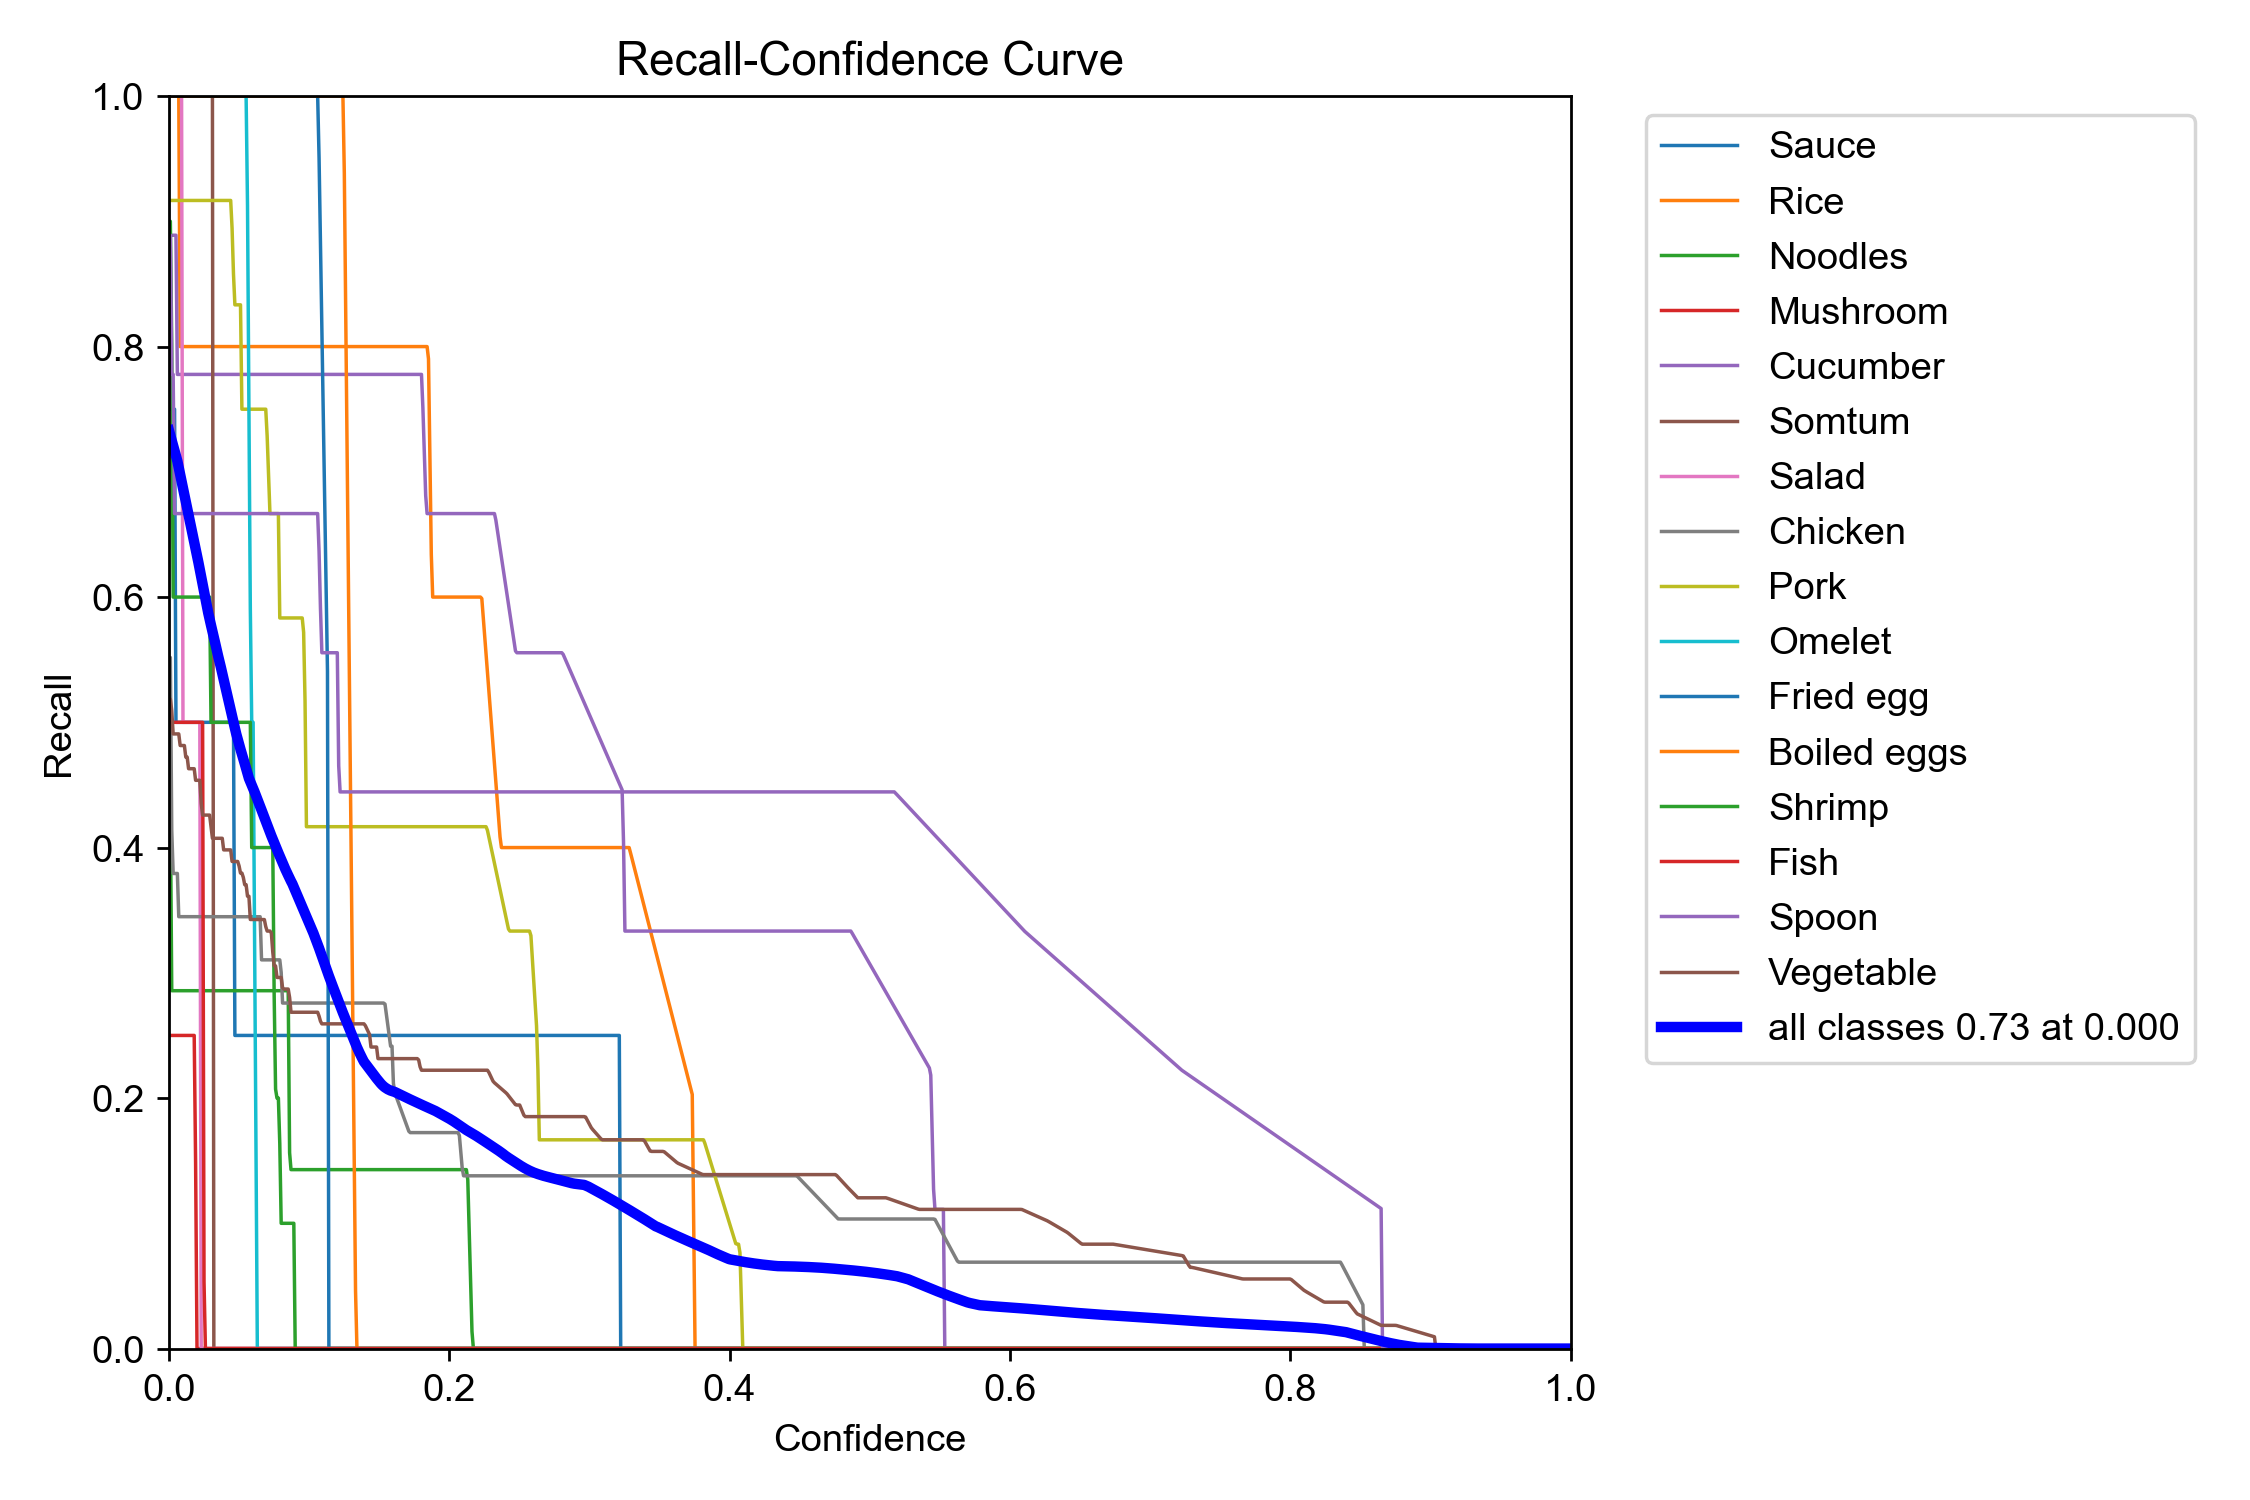 Recall-Confidence Curve
1.0
0.8
0.6
0.4
0.2
0.0
Recall
0.0 0.2 0.4 0.6 0.8 1.0
Confidence
Sauce
Rice
Noodles
Mushroom
Cucumber
Somtum
Salad
Chicken
Pork
Omelet
Fried egg
Boiled eggs
Shrimp
Fish
Spoon
Vegetable
all classes 0.73 at 0.000